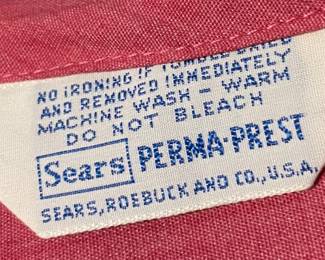 NO IRONING IF TUMBLE DRIED
AND REMOVED IMMEDIATELY
MACHINE WASH - WARM
DO NOT BLEACH
Sears PERMA-PREST
SEARS, ROEBUCK AND CO., U.S.A.